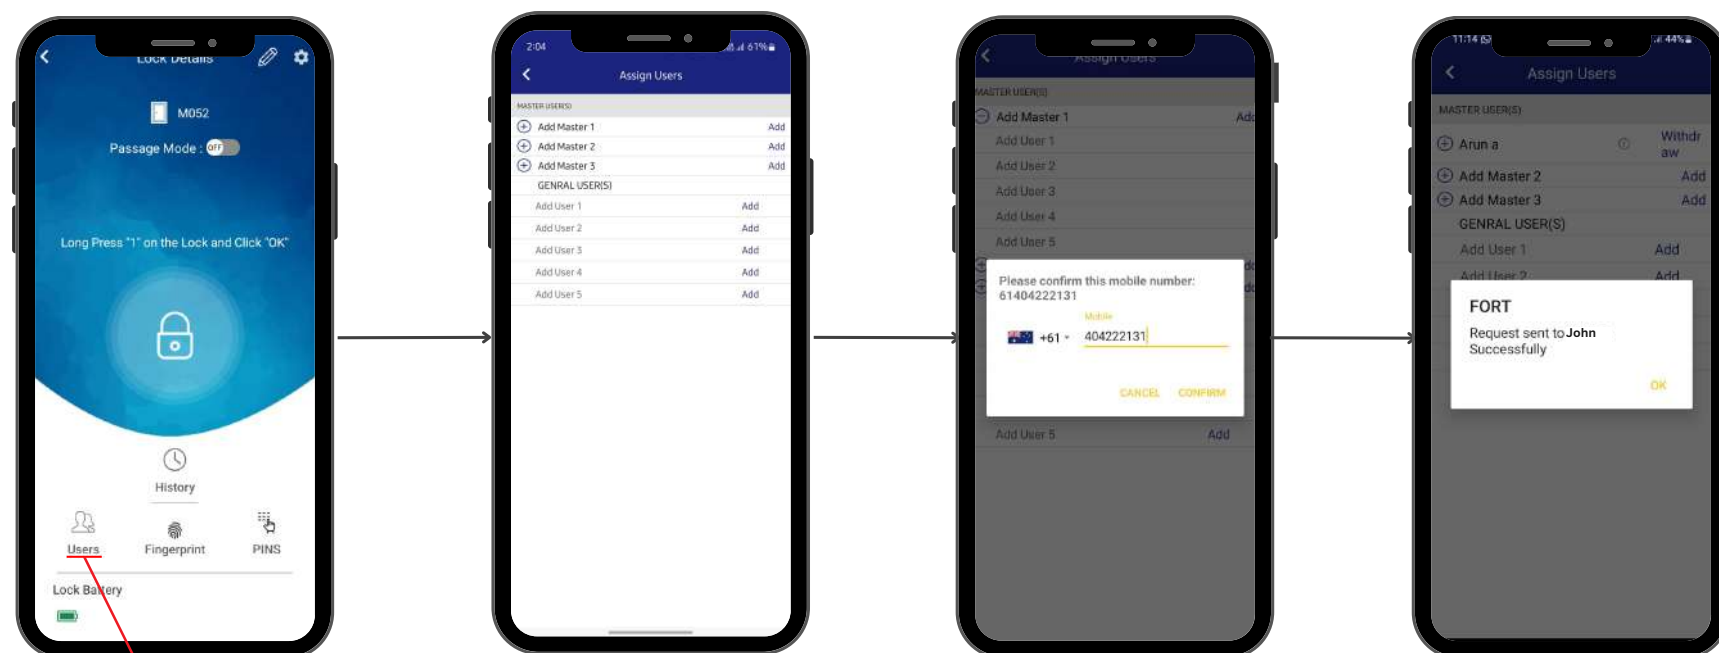 Lock Details
M052
Passage Mode : OFF
Long Press "1" on the Lock and Click "OK"
History
Users
Fingerprint
PINS
Lock Battery
2:04
61%
Assign Users
MASTER USER(S)
Add Master 1 Add
Add Master 2 Add
Add Master 3 Add
GENRAL USER(S)
Add User 1 Add
Add User 2 Add
Add User 3 Add
Add User 4 Add
Add User 5 Add
Assign Users
MASTER USER(S)
Add Master 1 Add
Add User 1
Add User 2
Add User 3
Add User 4
Add User 5
Please confirm this mobile number:
61404222131
Mobile
+61 404222131
CANCEL CONFIRM
Add User 5 Add
11:14 44%
Assign Users
MASTER USER(S)
Arun a Withdr
aw
Add Master 2 Add
Add Master 3 Add
GENRAL USER(S)
Add User 1 Add
Add User 2 Add
FORT
Request sent to John
Successfully
OK